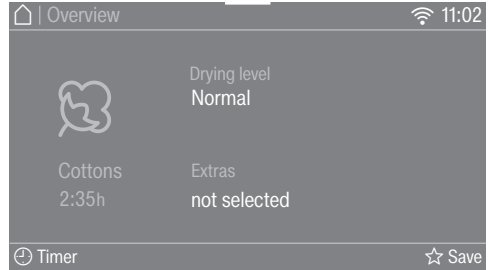 | Overview
11:02
Drying level
Normal
Cottons
2:35h
Extras
not selected
Timer
Save